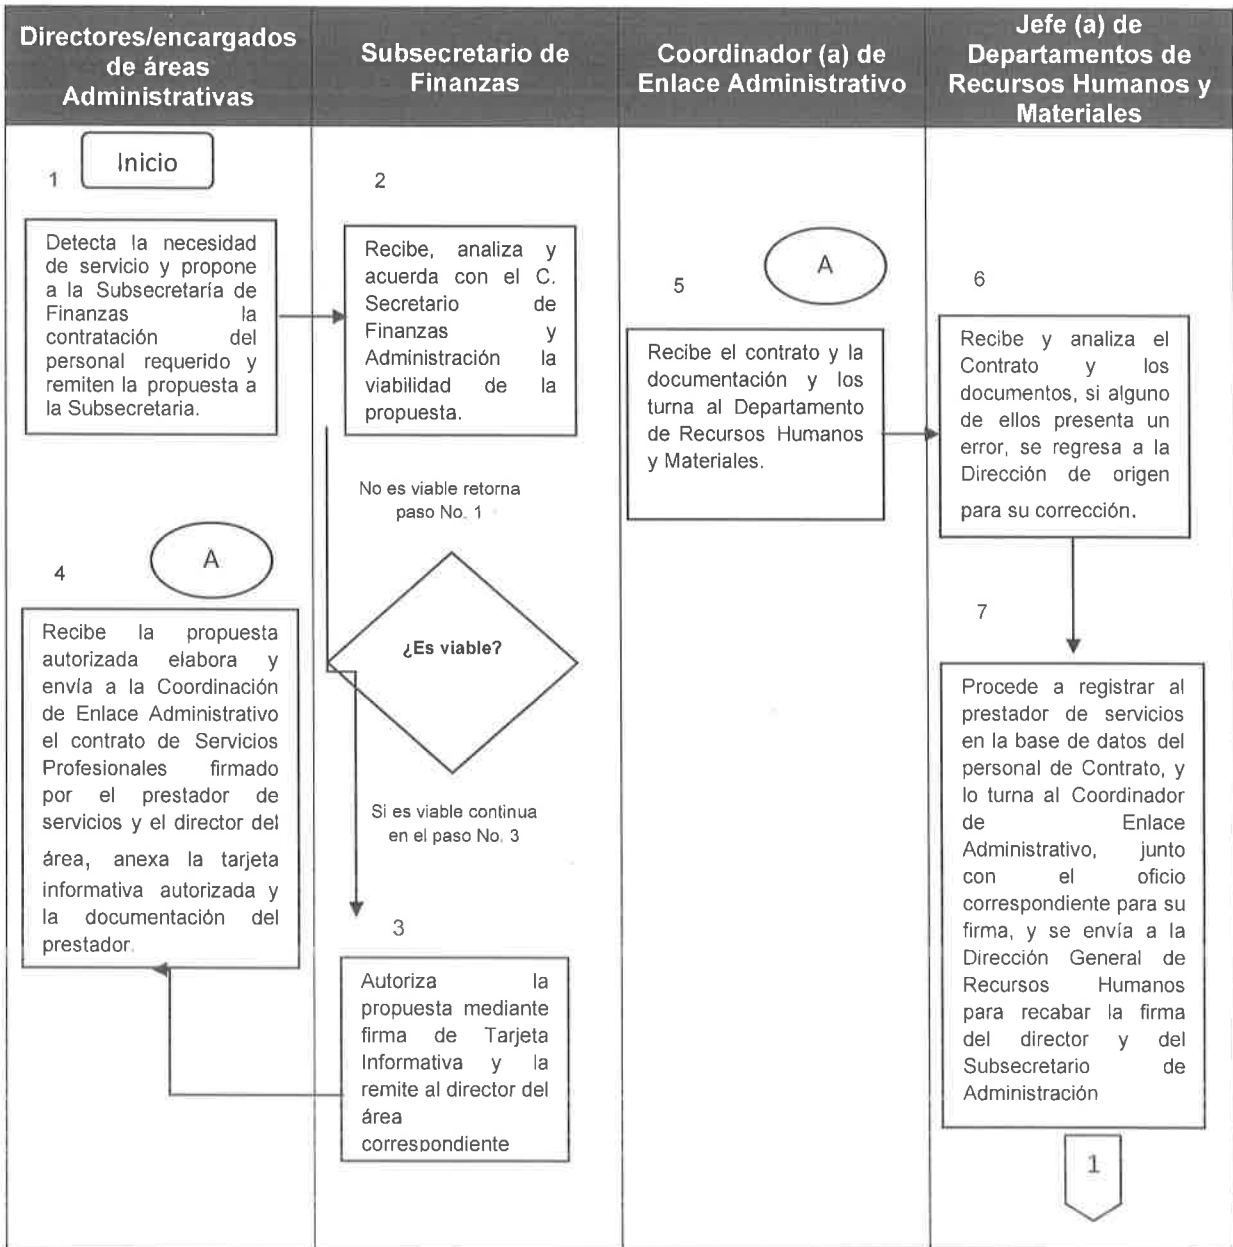 Directores/encargados
de áreas
Administrativas
Subsecretario de
Finanzas
Coordinador (a) de
Enlace Administrativo
Jefe (a) de
Departamentos de
Recursos Humanos y
Materiales
Inicio
1
Detecta la necesidad
de servicio y propone
a la Subsecretaría de
Finanzas la
contratación del
personal requerido y
remiten la propuesta a
la Subsecretaria.
2
Recibe, analiza y
acuerda con el C.
Secretario de
Finanzas y
Administración la
viabilidad de la
propuesta.
No es viable retorna
paso No. 1
¿Es viable?
Si es viable continua
en el paso No. 3
3
Autoriza la
propuesta mediante
firma de Tarjeta
Informativa y la
remite al director del
área
correspondiente
A
4
Recibe la propuesta
autorizada elabora y
envía a la Coordinación
de Enlace Administrativo
el contrato de Servicios
Profesionales firmado
por el prestador de
servicios y el director del
área, anexa la tarjeta
informativa autorizada y
la documentación del
prestador.
A
5
Recibe el contrato y la
documentación y los
turna al Departamento
de Recursos Humanos
y Materiales.
6
Recibe y analiza el
Contrato y los
documentos, si alguno
de ellos presenta un
error, se regresa a la
Dirección de origen
para su corrección.
7
Procede a registrar al
prestador de servicios
en la base de datos del
personal de Contrato, y
lo turna al Coordinador
de Enlace
Administrativo, junto
con el oficio
correspondiente para su
firma, y se envía a la
Dirección General de
Recursos Humanos
para recabar la firma
del director y del
Subsecretario de
Administración
1